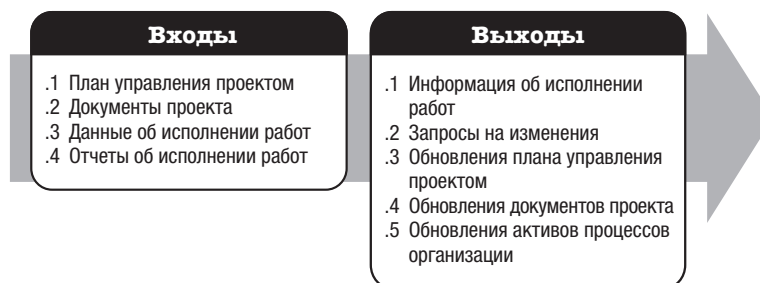 Входы
.1 План управления проектом
.2 Документы проекта
.3 Данные об исполнении работ
.4 Отчеты об исполнении работ
Выходы
.1 Информация об исполнении
работ
.2 Запросы на изменения
.3 Обновления плана управления
проектом
.4 Обновления документов проекта
.5 Обновления активов процессов
организации